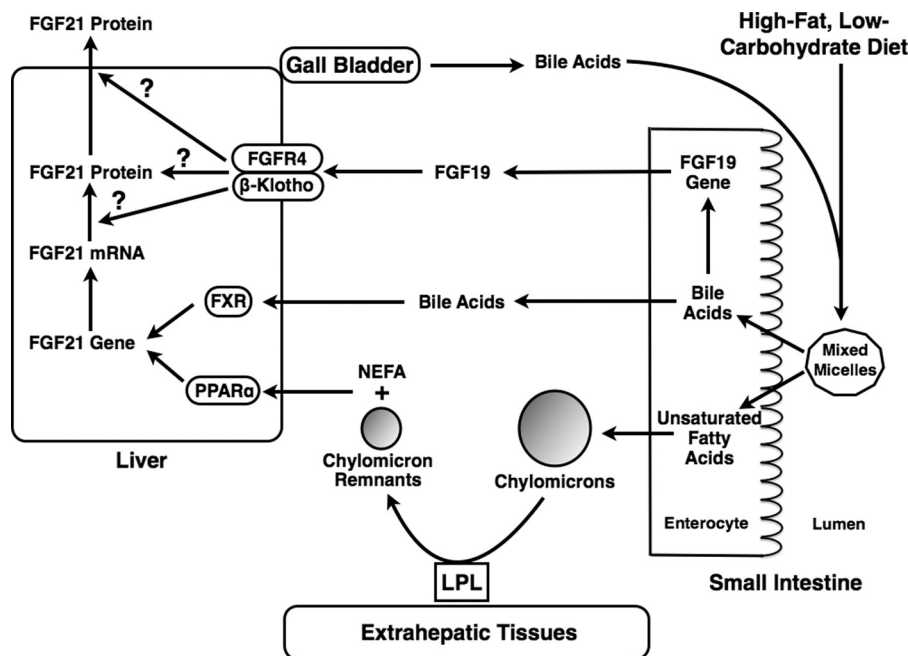 FGF21 Protein
High-Fat, Low-
Carbohydrate Diet
Gall Bladder
Bile Acids
?
FGFR4
β-Klotho
?
FGF21 Protein
FGF19
FGF19
Gene
?
FGF21 mRNA
Bile
Acids
Bile Acids
FXR
FGF21 Gene
Mixed
Micelles
NEFA
+
PPARα
Unsaturated
Fatty
Acids
Chylomicron
Remnants
Chylomicrons
Liver
Enterocyte
Lumen
Small Intestine
LPL
Extrahepatic Tissues